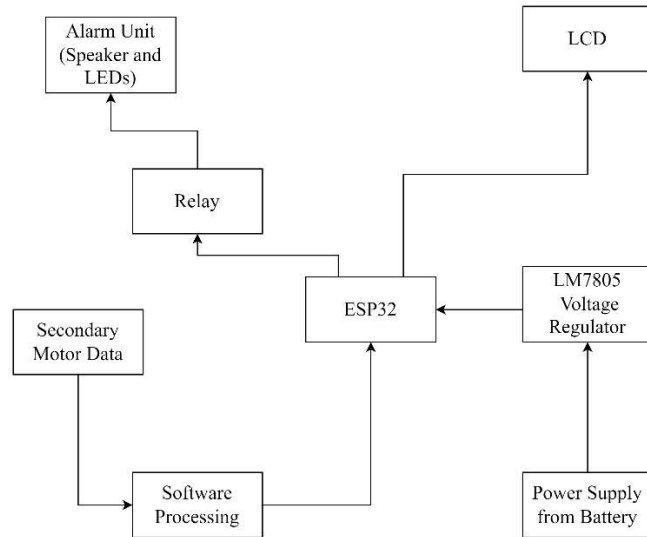 Alarm Unit
(Speaker and
LEDs)
LCD
Relay
ESP32
LM7805
Voltage
Regulator
Secondary
Motor Data
Software
Processing
Power Supply
from Battery